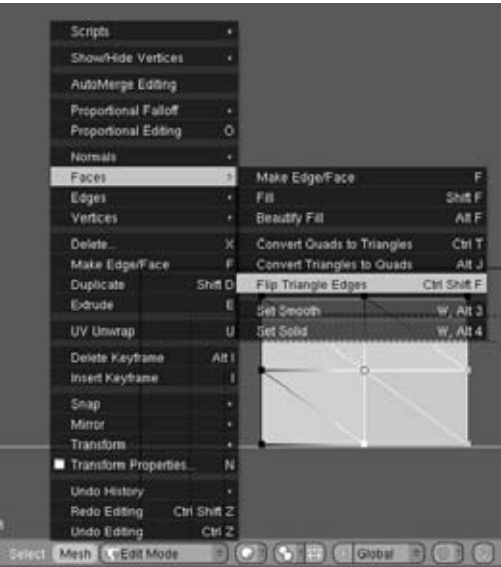 Scripts
Show/Hide Vertices
AutoMerge Editing
Proportional Falloff
Proportional Editing O
Normals
Faces
Edges
Vertices
Delete... X
Make Edge/Face F
Duplicate Shift D
Extrude E
UV Unwrap U
Delete Keyframe Alt I
Insert Keyframe I
Snap
Mirror
Transform
Transform Properties... N
Undo History
Redo Editing Ctrl Shift Z
Undo Editing Ctrl Z
Make Edge/Face F
Fill Shift F
Beautify Fill Alt F
Convert Quads to Triangles Ctrl T
Convert Triangles to Quads Alt J
Flip Triangle Edges Ctrl Shift F
Set Smooth W, Alt 3
Set Solid W, Alt 4
Select Mesh Edit Mode Global